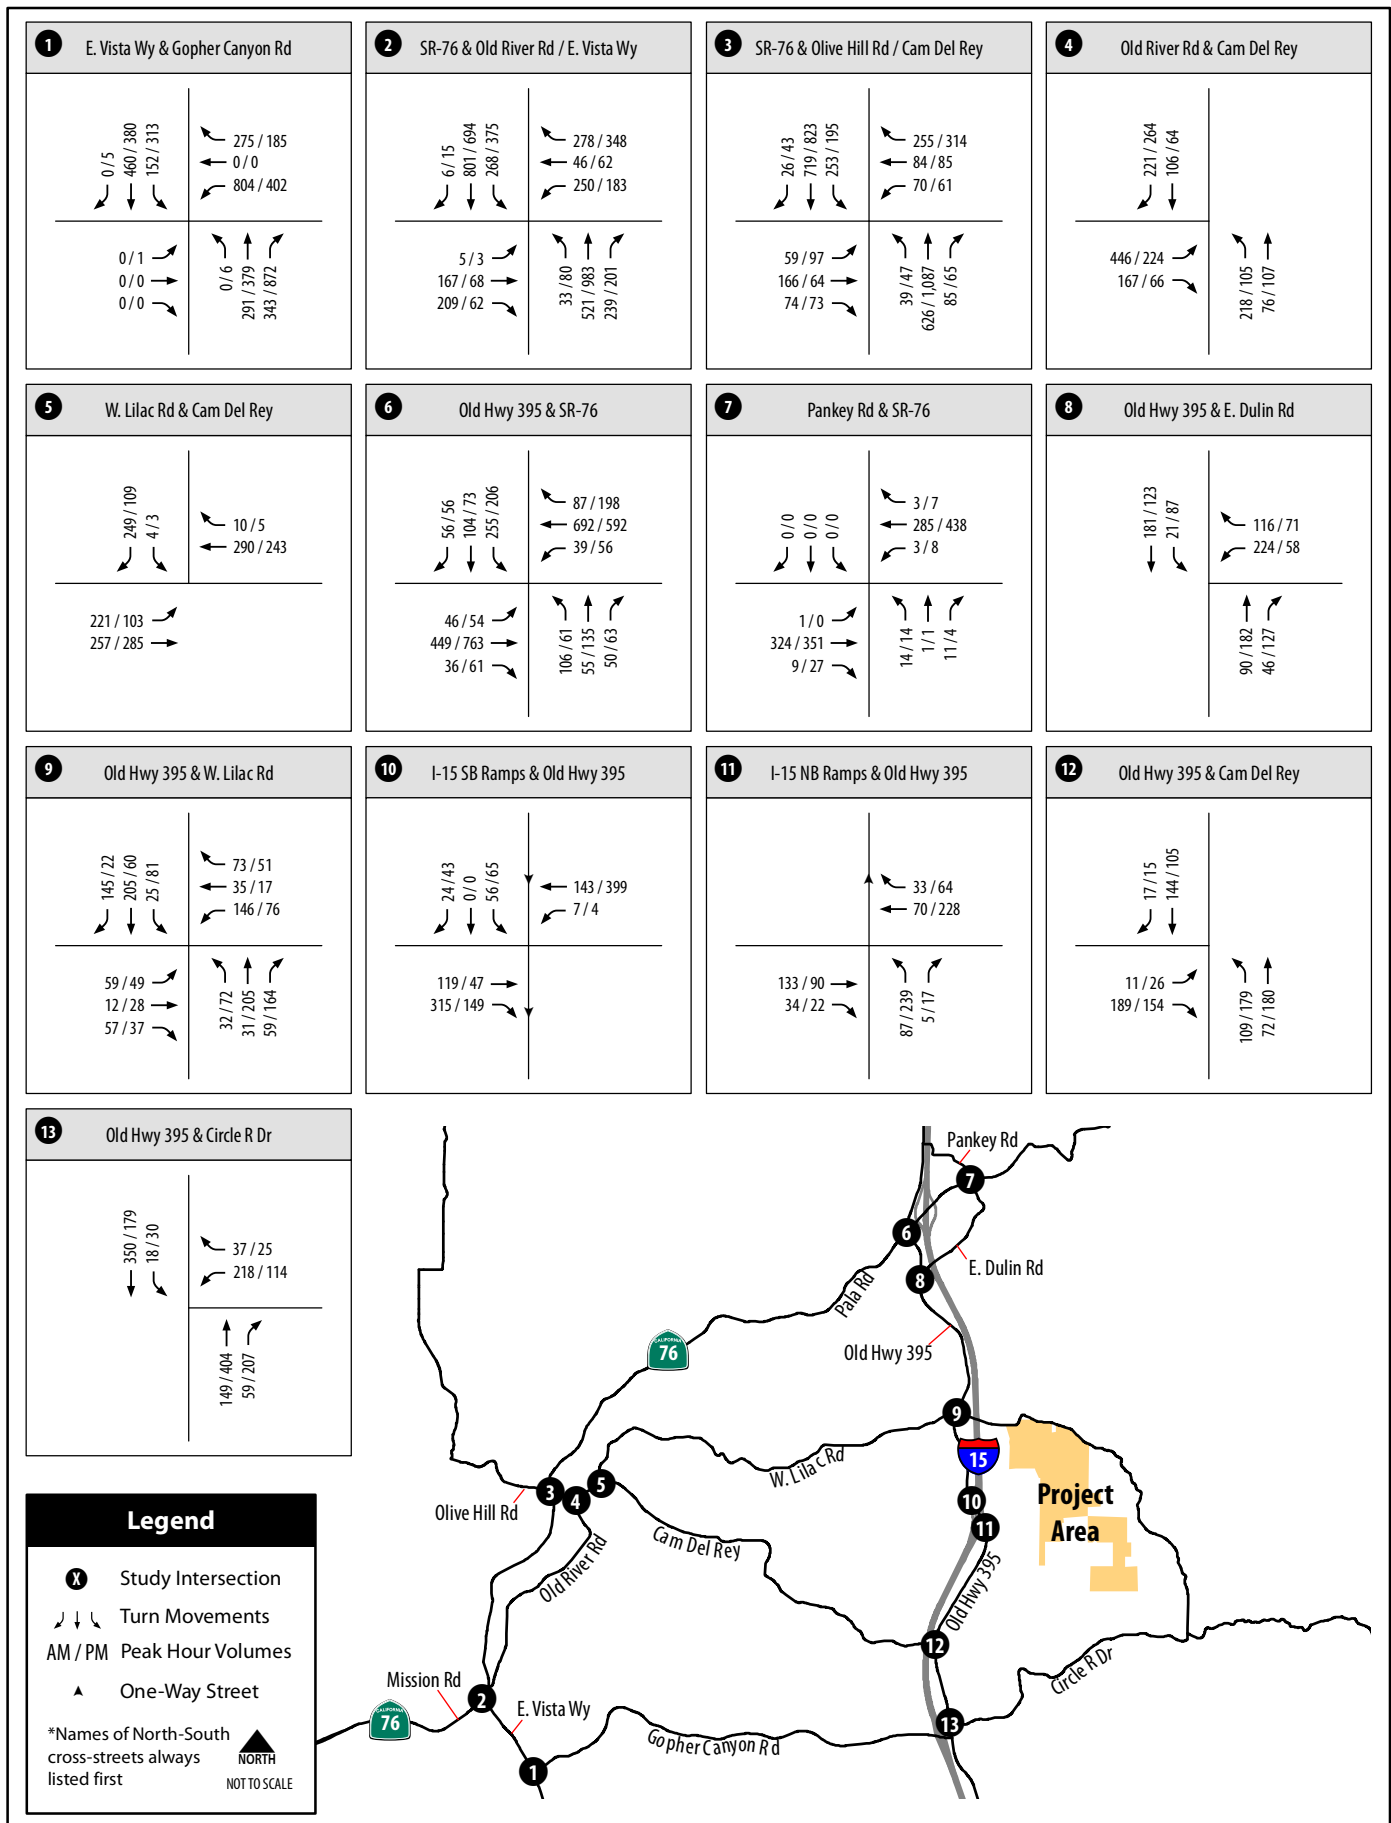 1 E. Vista Wy & Gopher Canyon Rd
0 / 5
460 / 380
152 / 313
275 / 185
0 / 0
804 / 402
0 / 1
0 / 0
0 / 0
0 / 6
291 / 379
343 / 872
2 SR-76 & Old River Rd / E. Vista Wy
6 / 15
801 / 694
268 / 375
278 / 348
46 / 62
250 / 183
5 / 3
167 / 68
209 / 62
33 / 80
521 / 983
239 / 201
3 SR-76 & Olive Hill Rd / Cam Del Rey
26 / 43
719 / 823
253 / 195
255 / 314
84 / 85
70 / 61
59 / 97
166 / 64
74 / 73
39 / 47
626 / 1,087
85 / 65
4 Old River Rd & Cam Del Rey
221 / 264
106 / 64
446 / 224
167 / 66
218 / 105
76 / 107
5 W. Lilac Rd & Cam Del Rey
249 / 109
4 / 3
10 / 5
290 / 243
221 / 103
257 / 285
6 Old Hwy 395 & SR-76
56 / 56
104 / 73
255 / 206
87 / 198
692 / 592
39 / 56
46 / 54
449 / 763
36 / 61
106 / 61
55 / 135
50 / 63
7 Pankey Rd & SR-76
0 / 0
0 / 0
0 / 0
3 / 7
285 / 438
3 / 8
1 / 0
324 / 351
9 / 27
14 / 14
1 / 1
11 / 4
8 Old Hwy 395 & E. Dulin Rd
181 / 123
21 / 87
116 / 71
224 / 58
90 / 182
46 / 127
9 Old Hwy 395 & W. Lilac Rd
145 / 22
205 / 60
25 / 81
73 / 51
35 / 17
146 / 76
59 / 49
12 / 28
57 / 37
32 / 72
31 / 205
59 / 164
10 I-15 SB Ramps & Old Hwy 395
24 / 43
0 / 0
56 / 65
143 / 399
7 / 4
119 / 47
315 / 149
11 I-15 NB Ramps & Old Hwy 395
33 / 64
70 / 228
133 / 90
34 / 22
87 / 239
5 / 17
12 Old Hwy 395 & Cam Del Rey
17 / 15
144 / 105
11 / 26
189 / 154
109 / 179
72 / 180
13 Old Hwy 395 & Circle R Dr
350 / 179
18 / 30
37 / 25
218 / 114
149 / 404
59 / 207
Pankey Rd
7
6
E. Dulin Rd
8
Pala Rd
CALIFORNIA
76
Old Hwy 395
9
15
W. Lilac Rd
Project
Area
10
11
5
3
4
Olive Hill Rd
Cam Del Rey
Old River Rd
Old Hwy 395
12
Circle R Dr
Mission Rd
2
E. Vista Wy
CALIFORNIA
76
13
Gopher Canyon Rd
1
Legend
X Study Intersection
Turn Movements
AM / PM Peak Hour Volumes
One-Way Street
*Names of North-South
cross-streets always
listed first
NORTH
NOT TO SCALE